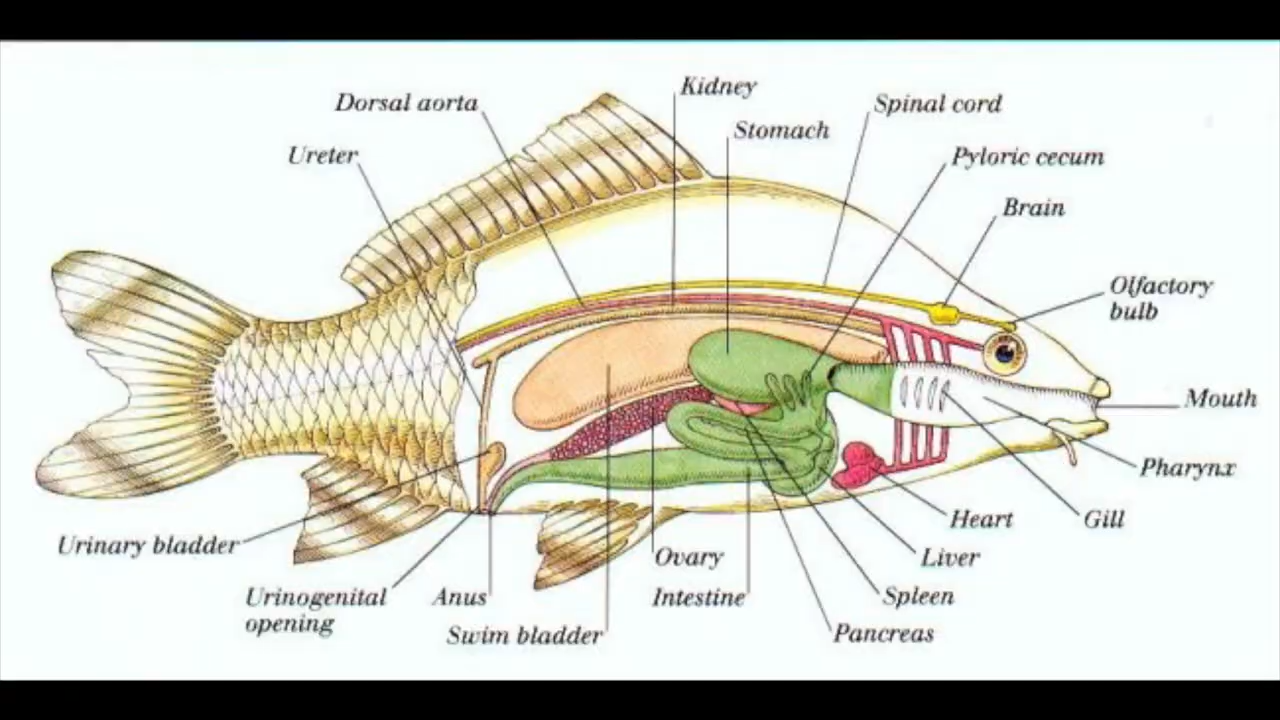 Kidney
Dorsal aorta
Spinal cord
Stomach
Ureter
Pyloric cecum
Brain
Olfactory
bulb
Mouth
Pharynx
Heart
Gill
Urinary bladder
Ovary
Liver
Urinogenital
opening
Anus
Intestine
Spleen
Swim bladder
Pancreas